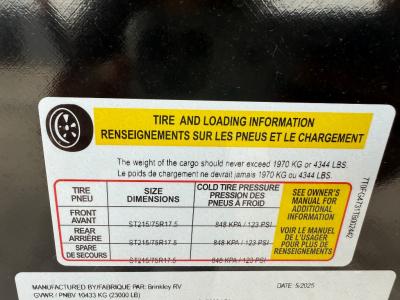 TIRE AND LOADING INFORMATION
RENSEIGNEMENTS SUR LES PNEUS ET LE CHARGEMENT
The weight of the cargo should never exceed 1970 KG or 4344 LBS.
Le poids de chargement ne devrait jamais 1970 KG ou 4344 LBS.
TIRE
PNEU
SIZE
DIMENSIONS
COLD TIRE PRESSURE
PRESSION DES
PNEUS À FROID
SEE OWNER'S
MANUAL FOR
ADDITIONAL
INFORMATION
VOIR LE MANUEL
DE L'USAGER
POUR PLUS DE
RENSEIGNEMENTS
FRONT
AVANT
ST215/75R17.5
848 KPA / 123 PSI
REAR
ARRIÈRE
ST215/75R17.5
848 KPA / 123 PSI
SPARE
DE SECOURS
ST215/75R17.5
848 KPA / 123 PSI
MANUFACTURED BY/FABRIQUE PAR: Brinkley RV
DATE: 5/2025
GVWR / PNBV 10433 KG (23000 LB)